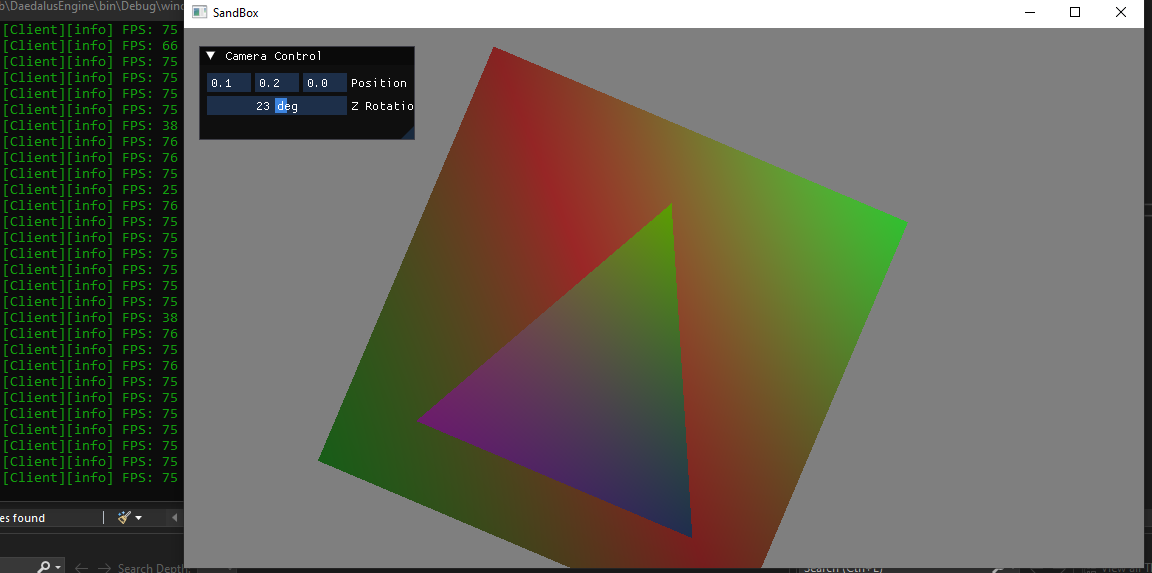 b\DaedalusEngine\bin\Debug\wind
SandBox
[Client][info] FPS: 75
[Client][info] FPS: 66
[Client][info] FPS: 75
[Client][info] FPS: 75
[Client][info] FPS: 75
[Client][info] FPS: 75
[Client][info] FPS: 38
[Client][info] FPS: 76
[Client][info] FPS: 76
[Client][info] FPS: 75
[Client][info] FPS: 25
[Client][info] FPS: 76
[Client][info] FPS: 75
[Client][info] FPS: 75
[Client][info] FPS: 75
[Client][info] FPS: 75
[Client][info] FPS: 75
[Client][info] FPS: 75
[Client][info] FPS: 38
[Client][info] FPS: 76
[Client][info] FPS: 75
[Client][info] FPS: 76
[Client][info] FPS: 75
[Client][info] FPS: 75
[Client][info] FPS: 75
[Client][info] FPS: 75
[Client][info] FPS: 75
[Client][info] FPS: 75
[Client][info] FPS: 75
Camera Control
0.1 0.2 0.0 Position
23 deg Z Rotatio
es found
Search Depth:
Search (Ctrl+E)
View all